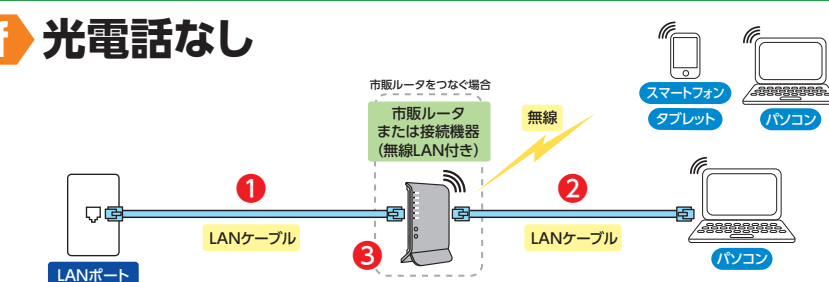 f 光電話なし
市販ルータをつなぐ場合
市販ルータ
または接続機器
(無線LAN付き)
無線
スマートフォン
タブレット
パソコン
1
2
LANケーブル
3
LANケーブル
パソコン
LANポート